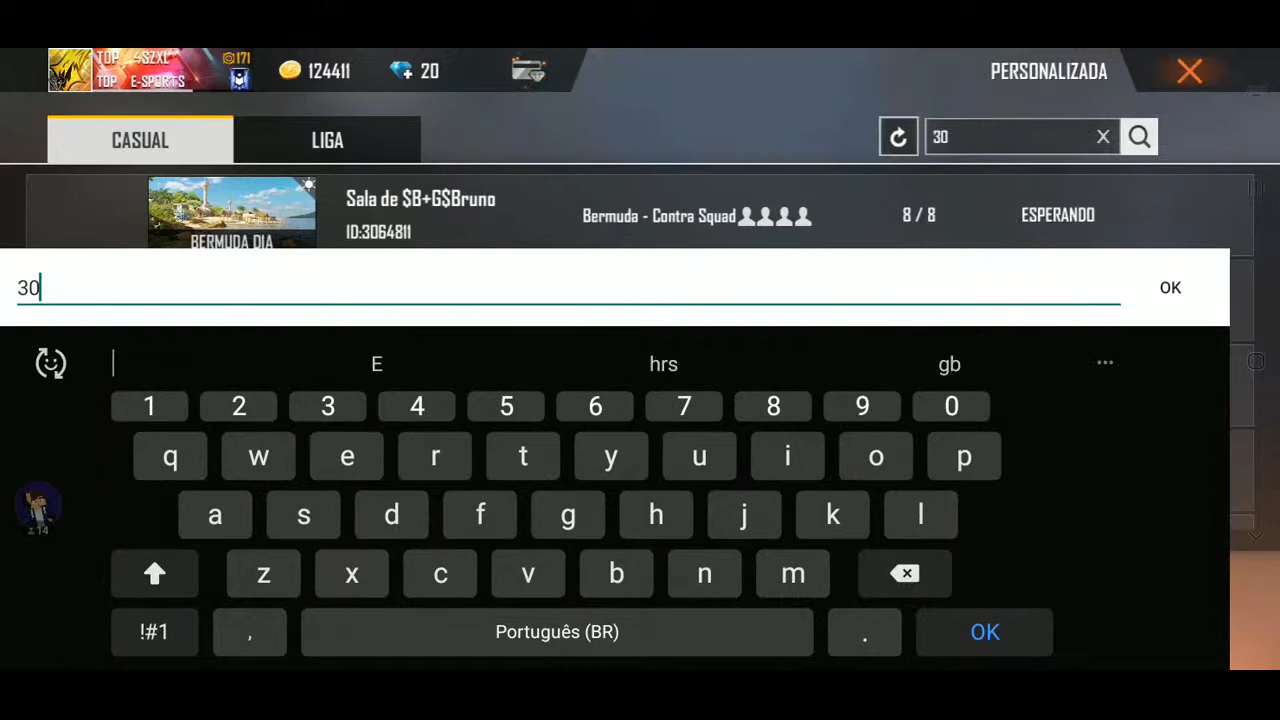 TOP 4SZXL
TOP E-SPORTS
171
124411
20
PERSONALIZADA
CASUAL
LIGA
30
X
Sala de $B+G$Bruno
ID:3064811
BERMUDA DIA
Bermuda - Contra Squad
8 / 8
ESPERANDO
30
OK
E hrs gb ...
1 2 3 4 5 6 7 8 9 0
q w e r t y u i o p
a s d f g h j k l
z x c v b n m
14
!#1 , Português (BR) . OK